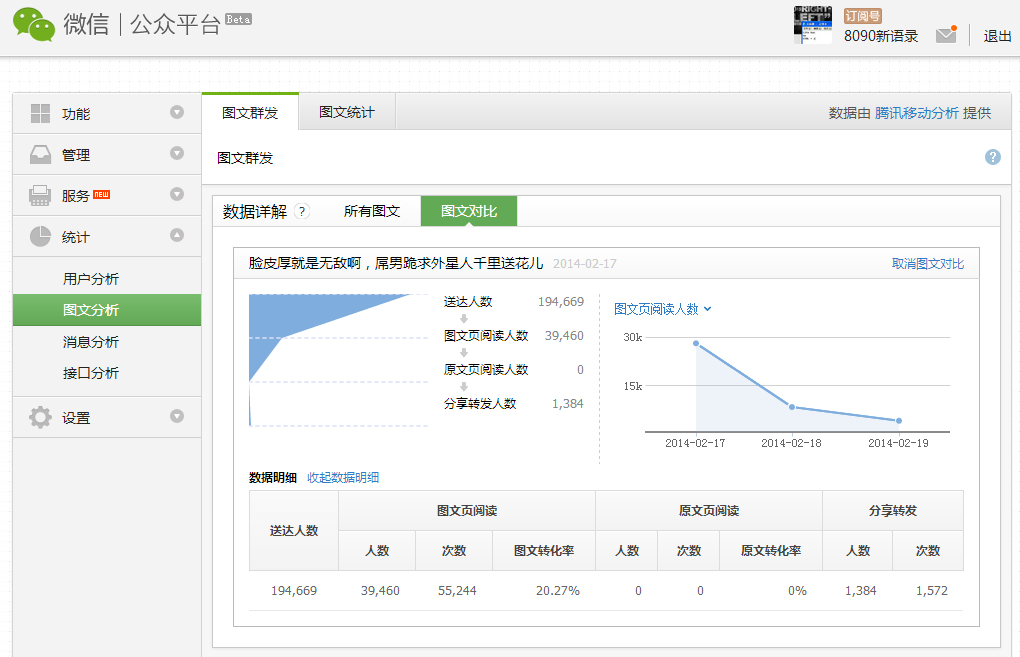 微信 | 公众平台 Beta
订阅号
8090新语录
退出
功能
管理
服务 NEW
统计
用户分析
图文分析
消息分析
接口分析
设置
图文群发 图文统计
数据由 腾讯移动分析 提供
图文群发 ?
数据详解 ? 所有图文 图文对比
脸皮厚就是无敌啊，屌男跪求外星人千里送花儿 2014-02-17 取消图文对比
送达人数 194,669
图文页阅读人数 39,460
原文页阅读人数 0
分享转发人数 1,384
图文页阅读人数
30k
15k
2014-02-17 2014-02-18 2014-02-19
数据明细 收起数据明细
送达人数 图文页阅读 原文页阅读 分享转发
人数 次数 图文转化率 人数 次数 原文转化率 人数 次数
194,669 39,460 55,244 20.27% 0 0 0% 1,384 1,572